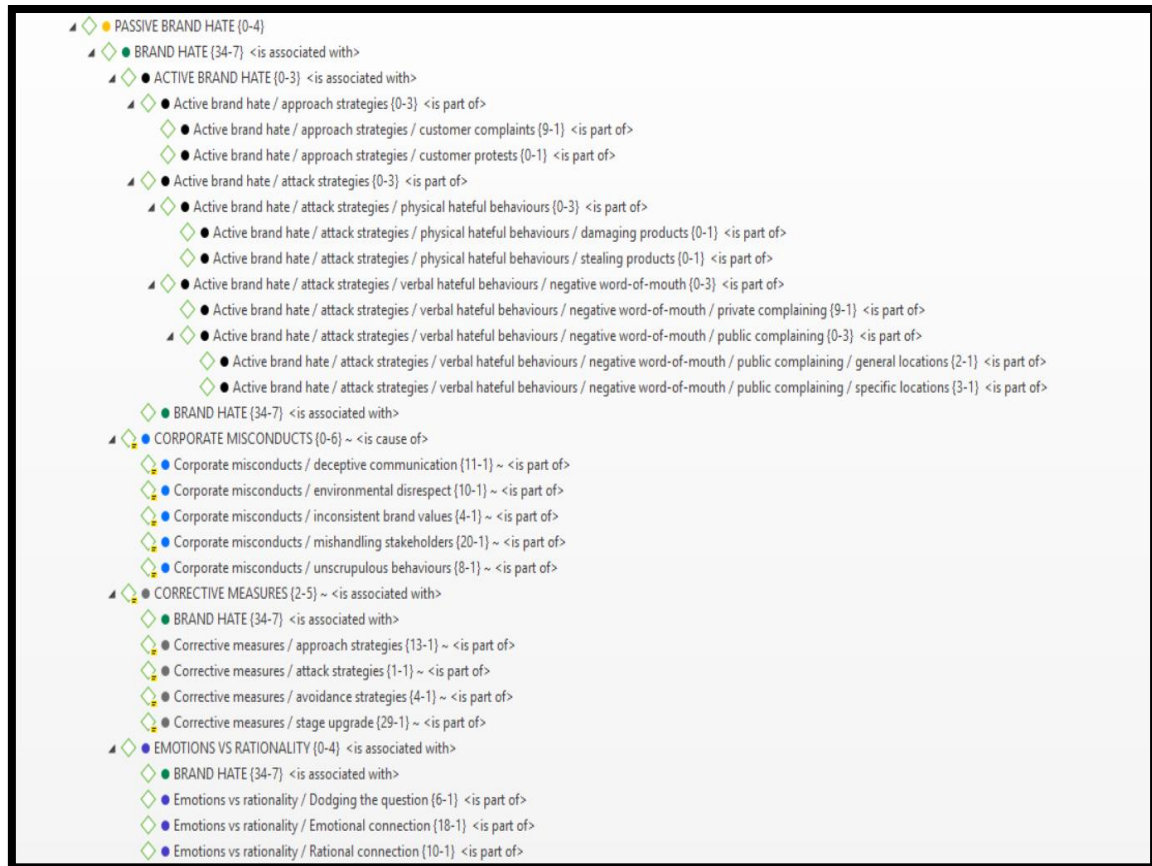 PASSIVE BRAND HATE {0-4}
BRAND HATE {34-7} <is associated with>
ACTIVE BRAND HATE {0-3} <is associated with>
Active brand hate / approach strategies {0-3} <is part of>
Active brand hate / approach strategies / customer complaints {9-1} <is part of>
Active brand hate / approach strategies / customer protests {0-1} <is part of>
Active brand hate / attack strategies {0-3} <is part of>
Active brand hate / attack strategies / physical hateful behaviours {0-3} <is part of>
Active brand hate / attack strategies / physical hateful behaviours / damaging products {0-1} <is part of>
Active brand hate / attack strategies / physical hateful behaviours / stealing products {0-1} <is part of>
Active brand hate / attack strategies / verbal hateful behaviours / negative word-of-mouth {0-3} <is part of>
Active brand hate / attack strategies / verbal hateful behaviours / negative word-of-mouth / private complaining {9-1} <is part of>
Active brand hate / attack strategies / verbal hateful behaviours / negative word-of-mouth / public complaining {0-3} <is part of>
Active brand hate / attack strategies / verbal hateful behaviours / negative word-of-mouth / public complaining / general locations {2-1} <is part of>
Active brand hate / attack strategies / verbal hateful behaviours / negative word-of-mouth / public complaining / specific locations {3-1} <is part of>
BRAND HATE {34-7} <is associated with>
CORPORATE MISCONDUCTS {0-6} ~ <is cause of>
Corporate misconducts / deceptive communication {11-1} ~ <is part of>
Corporate misconducts / environmental disrespect {10-1} ~ <is part of>
Corporate misconducts / inconsistent brand values {4-1} ~ <is part of>
Corporate misconducts / mishandling stakeholders {20-1} ~ <is part of>
Corporate misconducts / unscrupulous behaviours {8-1} ~ <is part of>
CORRECTIVE MEASURES {2-5} ~ <is associated with>
BRAND HATE {34-7} <is associated with>
Corrective measures / approach strategies {13-1} ~ <is part of>
Corrective measures / attack strategies {1-1} ~ <is part of>
Corrective measures / avoidance strategies {4-1} ~ <is part of>
Corrective measures / stage upgrade {29-1} ~ <is part of>
EMOTIONS VS RATIONALITY {0-4} <is associated with>
BRAND HATE {34-7} <is associated with>
Emotions vs rationality / Dodging the question {6-1} <is part of>
Emotions vs rationality / Emotional connection {18-1} <is part of>
Emotions vs rationality / Rational connection {10-1} <is part of>